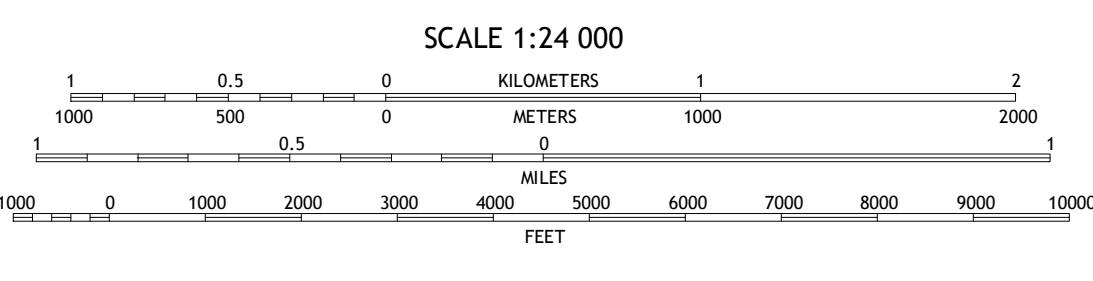 SCALE 1:24 000
1 0.5 0 KILOMETERS 1 2
1000 500 0 METERS 1000 2000
1 0.5 0 1
MILES
1000 0 1000 2000 3000 4000 5000 6000 7000 8000 9000 10000
FEET